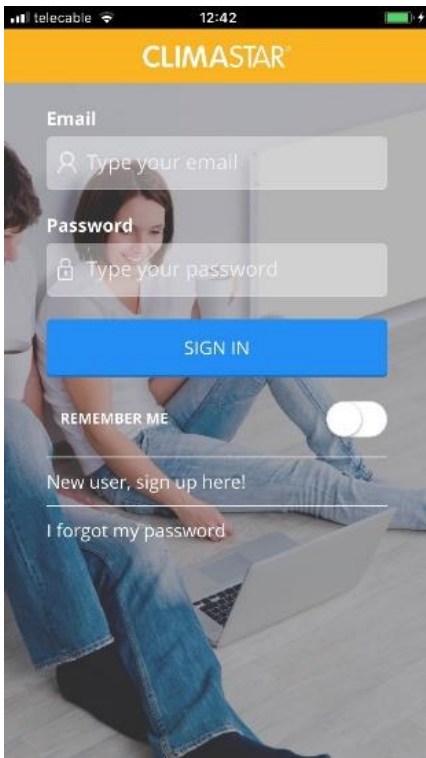 telecable 12:42
CLIMASTAR™
Email
Type your email
Password
Type your password
SIGN IN
REMEMBER ME
New user, sign up here!
I forgot my password